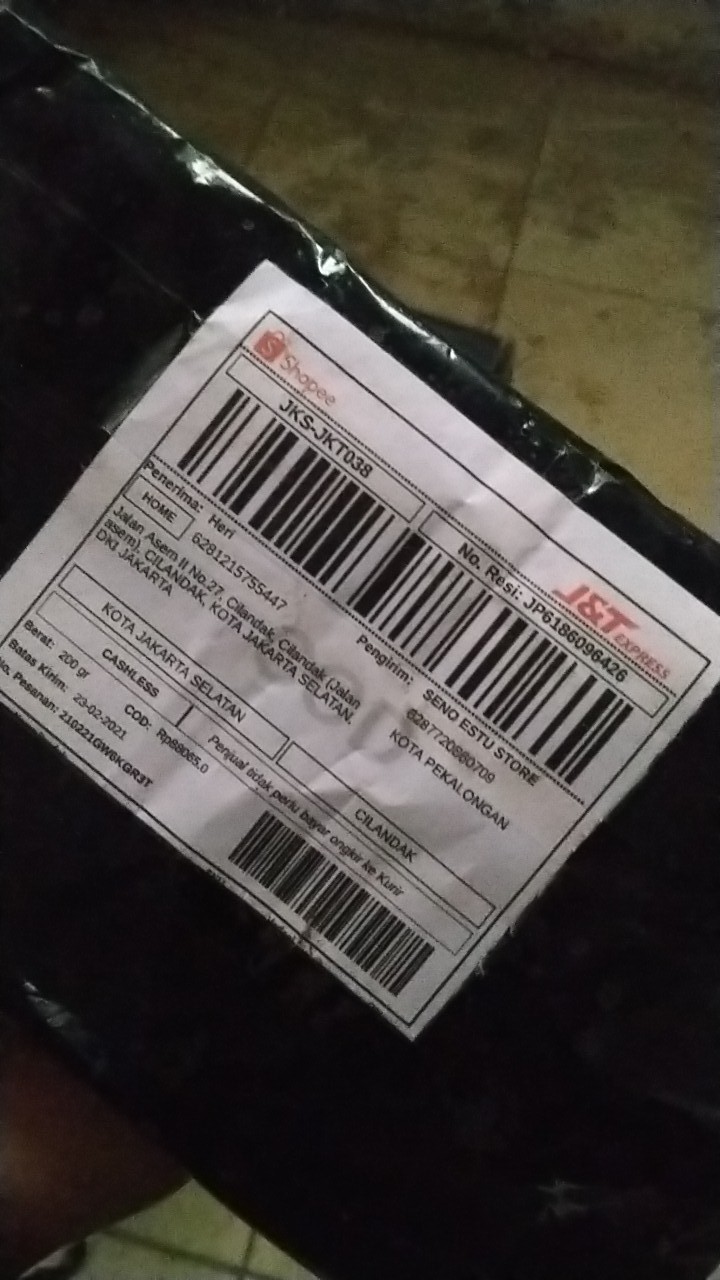 Shopee
J&T EXPRESS
JKS-JKT038
No. Resi: JP6186096426
Penerima: Heri
HOME
6281215755447
Jalan Asem II No.27, Cilandak, Cilandak (Jalan
asem), CILANDAK, KOTA JAKARTA SELATAN,
DKI JAKARTA
Pengirim: SENO ESTU STORE
6287720860709
KOTA PEKALONGAN
COD
KOTA JAKARTA SELATAN
CILANDAK
CASHLESS
Penjual tidak perlu bayar ongkir ke Kurir
Berat: 200 gr
COD: Rp88065.0
Batas Kirim: 23-02-2021
No. Pesanan: 210221GW6KGR3T